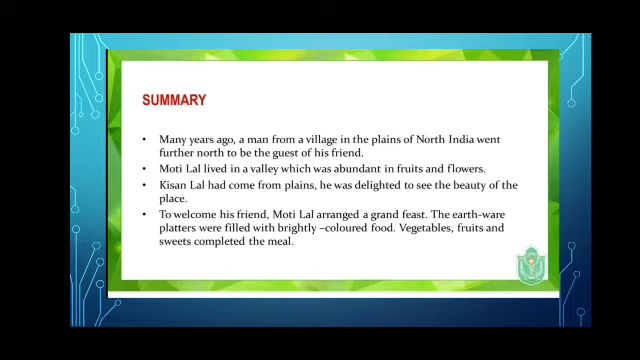 SUMMARY
• Many years ago, a man from a village in the plains of North India went
further north to be the guest of his friend.
• Moti Lal lived in a valley which was abundant in fruits and flowers.
• Kisan Lal had come from plains, he was delighted to see the beauty of the
place.
• To welcome his friend, Moti Lal arranged a grand feast. The earth-ware
platters were filled with brightly –coloured food. Vegetables, fruits and
sweets completed the meal.